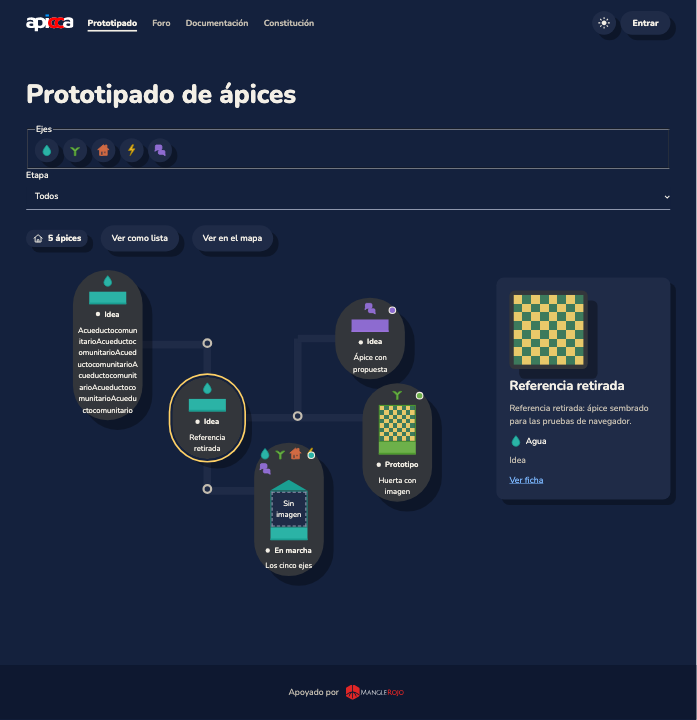 apicca
Prototipado
Foro
Documentación
Constitución
Entrar
Prototipado de ápices
Ejes
Etapa
Todos
5 ápices
Ver como lista
Ver en el mapa
Idea
Acueductocomun
itarioAcueductoc
omunitarioAcued
uctocomunitarioA
cueductocomunit
arioAcueductoco
munitarioAcuedu
ctocomunitario
Idea
Referencia
retirada
Idea
Ápice con
propuesta
Prototipo
Huerta con
imagen
Sin
imagen
En marcha
Los cinco ejes
Referencia retirada
Referencia retirada: ápice sembrado
para las pruebas de navegador.
Agua
Idea
Ver ficha
Apoyado por
MANGLEROJO